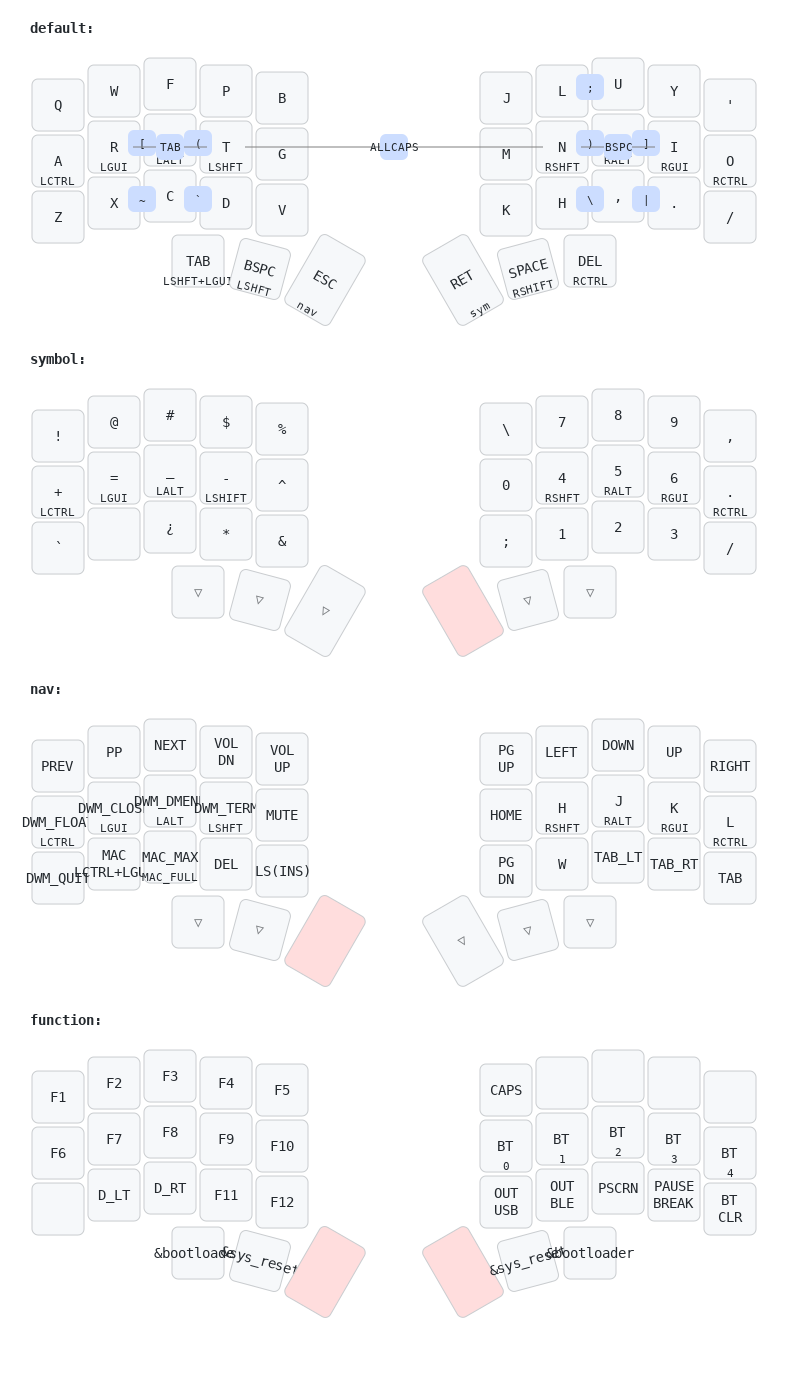 default:
Q W F P B J L ; U Y '
A R [ TAB ( T G ALLCAPS M N ) BSPC ] I O
LCTRL LGUI LALT LSHFT RSHFT RALT RGUI RCTRL
Z X ~ C ` D V K H \ , | . /
TAB BSPC ESC RET SPACE DEL
LSHFT+LGUI LSHFT nav sym RSHIFT RCTRL
symbol:
! @ # $ % \ 7 8 9 ,
+ = – - ^ 0 4 5 6 .
LCTRL LGUI LALT LSHIFT RSHFT RALT RGUI RCTRL
` ¿ * & ; 1 2 3 /
▽ ▽ ▽ ▽ ▽
nav:
PREV PP NEXT VOL DN VOL UP PG UP LEFT DOWN UP RIGHT
DWM_FLOAT DWM_CLOSE DWM_DMENU DWM_TERM MUTE HOME H J K L
LCTRL LGUI LALT LSHFT RSHFT RALT RGUI RCTRL
DWM_QUIT MAC LCTRL+LGUI MAC_MAX DEL LS(INS) PG DN W TAB_LT TAB_RT TAB
MAC_FULL
▽ ▽ ▽ ▽ ▽
function:
F1 F2 F3 F4 F5 CAPS
F6 F7 F8 F9 F10 BT BT BT BT BT
0 1 2 3 4
D_LT D_RT F11 F12 OUT USB OUT BLE PSCRN PAUSE BREAK BT CLR
&bootloader &sys_reset &sys_reset &bootloader